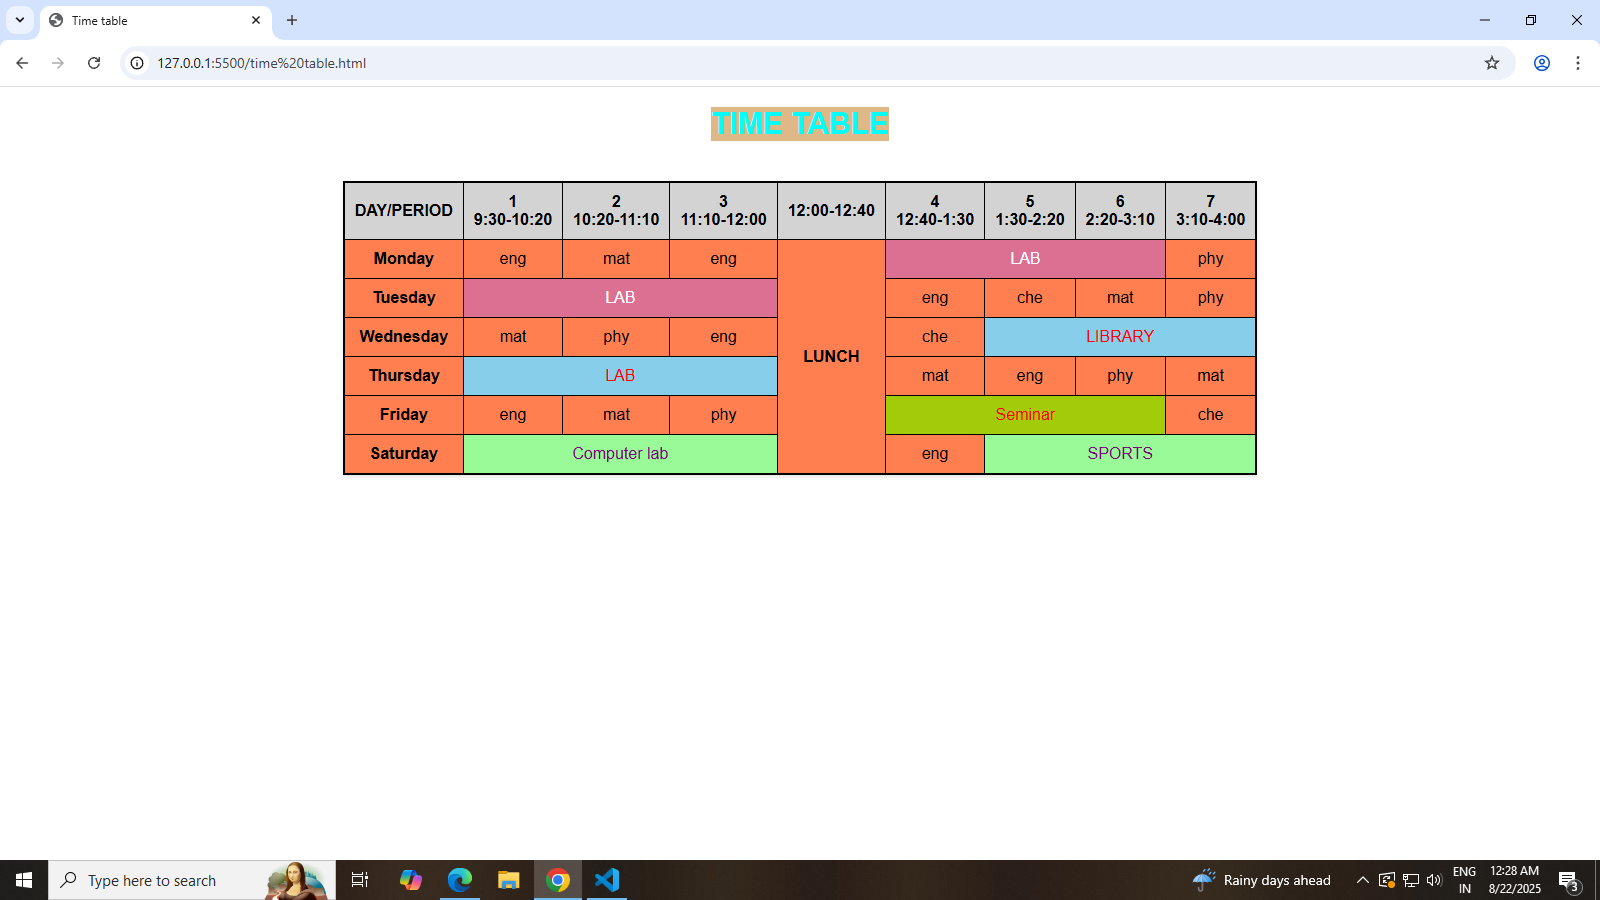 Time table
127.0.0.1:5500/time%20table.html
TIME TABLE
DAY/PERIOD 1 9:30-10:20 2 10:20-11:10 3 11:10-12:00 12:00-12:40 4 12:40-1:30 5 1:30-2:20 6 2:20-3:10 7 3:10-4:00
Monday eng mat eng LAB phy
Tuesday LAB eng che mat phy
Wednesday mat phy eng che LIBRARY
LUNCH
Thursday LAB mat eng phy mat
Friday eng mat phy Seminar che
Saturday Computer lab eng SPORTS
Type here to search
Rainy days ahead
ENG
IN
12:28 AM
8/22/2025
3